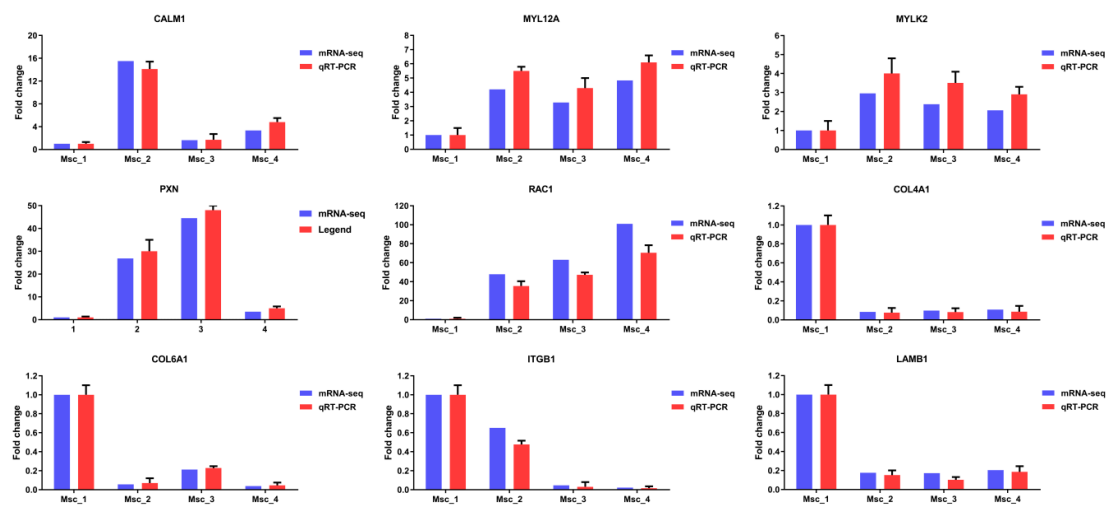 CALM1
Fold change
20
16
12
8
4
0
Msc_1 Msc_2 Msc_3 Msc_4
mRNA-seq
qRT-PCR
MYL12A
Fold change
8
7
6
5
4
3
2
1
0
Msc_1 Msc_2 Msc_3 Msc_4
mRNA-seq
qRT-PCR
MYLK2
Fold change
6
5
4
3
2
1
0
Msc_1 Msc_2 Msc_3 Msc_4
mRNA-seq
qRT-PCR
PXN
Fold change
50
40
30
20
10
0
1 2 3 4
mRNA-seq
Legend
RAC1
Fold change
120
100
80
60
40
20
0
Msc_1 Msc_2 Msc_3 Msc_4
mRNA-seq
qRT-PCR
COL4A1
Fold change
1.2
1.0
0.8
0.6
0.4
0.2
0.0
Msc_1 Msc_2 Msc_3 Msc_4
mRNA-seq
qRT-PCR
COL6A1
Fold change
1.2
1.0
0.8
0.6
0.4
0.2
0.0
Msc_1 Msc_2 Msc_3 Msc_4
mRNA-seq
qRT-PCR
ITGB1
Fold change
1.2
1.0
0.8
0.6
0.4
0.2
0.0
Msc_1 Msc_2 Msc_3 Msc_4
mRNA-seq
qRT-PCR
LAMB1
Fold change
1.2
1.0
0.8
0.6
0.4
0.2
0.0
Msc_1 Msc_2 Msc_3 Msc_4
mRNA-seq
qRT-PCR